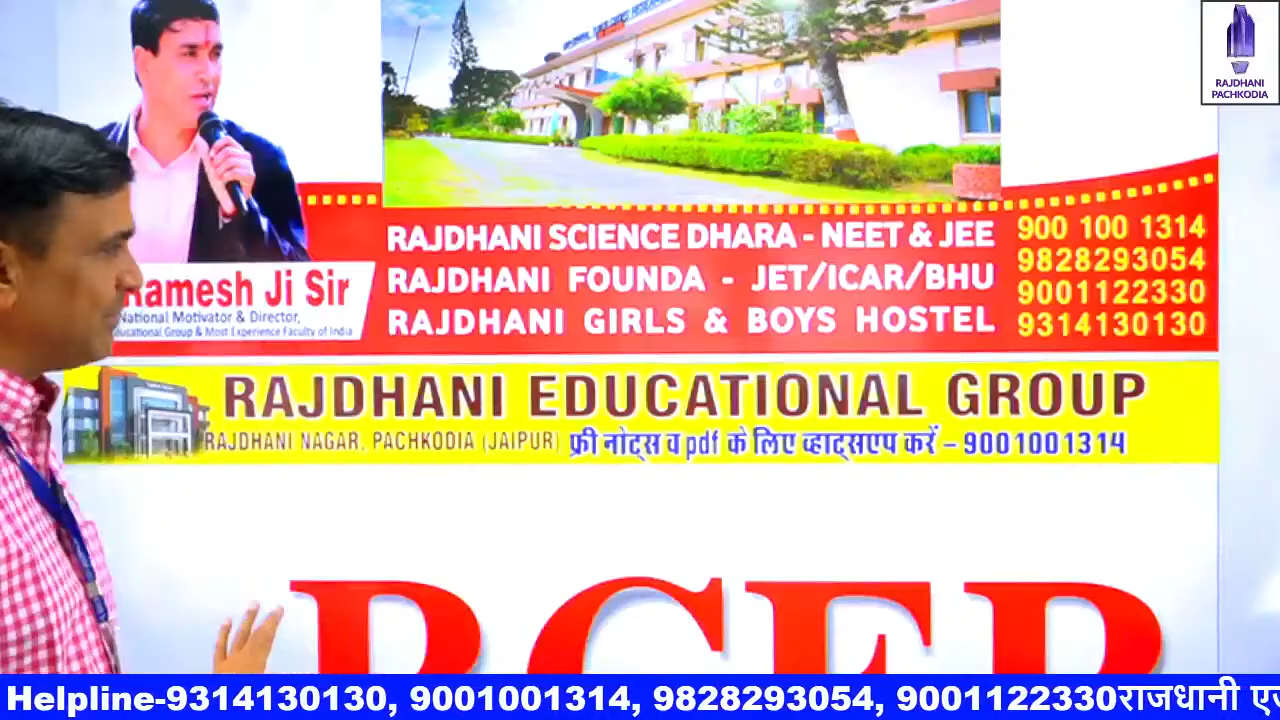 RAJDHANI
PACHKODIA
RAJDHANI SCIENCE DHARA - NEET & JEE
RAJDHANI FOUNDA - JET/ICAR/BHU
RAJDHANI GIRLS & BOYS HOSTEL
900 100 1314
9828293054
9001122330
9314130130
Ramesh Ji Sir
National Motivator & Director,
Educational Group & Most Experience Faculty of India
RAJDHANI EDUCATIONAL GROUP
RAJDHANI NAGAR, PACHKODIA (JAIPUR) फ्री नोट्स व pdf के लिए व्हाट्सएप करें – 9001001314
Helpline-9314130130, 9001001314, 9828293054, 9001122330राजधानी